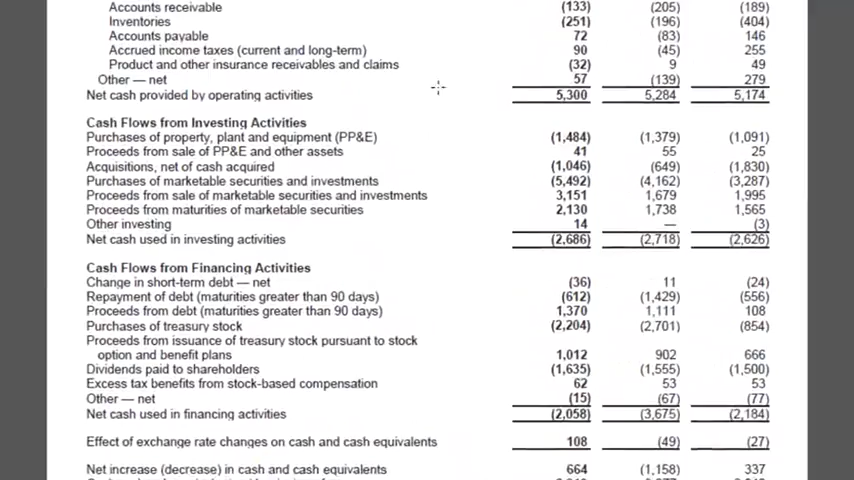 Accounts receivable (133) (205) (189)
Inventories (251) (196) (404)
Accounts payable 72 (83) 146
Accrued income taxes (current and long-term) 90 (45) 255
Product and other insurance receivables and claims (32) 9 49
Other — net 57 (139) 279
Net cash provided by operating activities 5,300 5,284 5,174
Cash Flows from Investing Activities
Purchases of property, plant and equipment (PP&E) (1,484) (1,379) (1,091)
Proceeds from sale of PP&E and other assets 41 55 25
Acquisitions, net of cash acquired (1,046) (649) (1,830)
Purchases of marketable securities and investments (5,492) (4,162) (3,287)
Proceeds from sale of marketable securities and investments 3,151 1,679 1,995
Proceeds from maturities of marketable securities 2,130 1,738 1,565
Other investing 14 — (3)
Net cash used in investing activities (2,686) (2,718) (2,626)
Cash Flows from Financing Activities
Change in short-term debt — net (36) 11 (24)
Repayment of debt (maturities greater than 90 days) (612) (1,429) (556)
Proceeds from debt (maturities greater than 90 days) 1,370 1,111 108
Purchases of treasury stock (2,204) (2,701) (854)
Proceeds from issuance of treasury stock pursuant to stock
option and benefit plans 1,012 902 666
Dividends paid to shareholders (1,635) (1,555) (1,500)
Excess tax benefits from stock-based compensation 62 53 53
Other — net (15) (67) (77)
Net cash used in financing activities (2,058) (3,675) (2,184)
Effect of exchange rate changes on cash and cash equivalents 108 (49) (27)
Net increase (decrease) in cash and cash equivalents 664 (1,158) 337